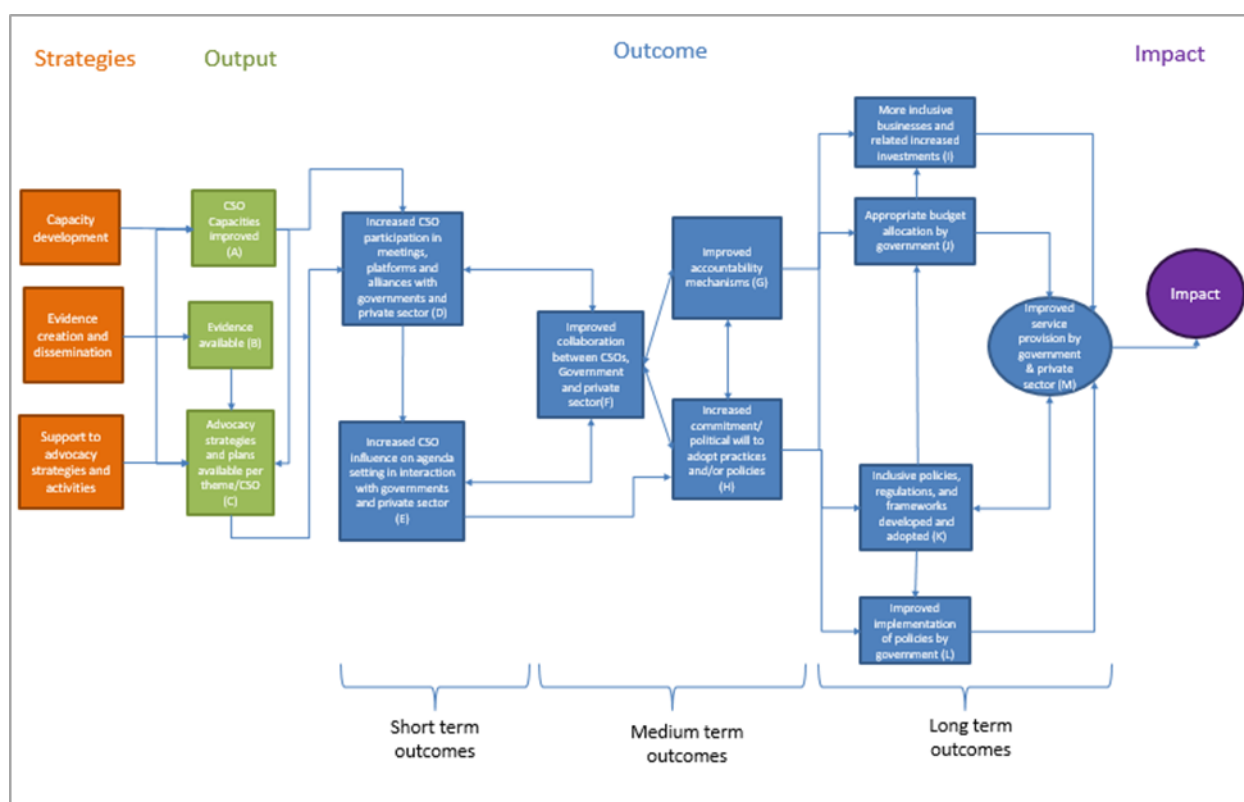 Strategies
Output
Outcome
Impact
Capacity
development
Evidence
creation and
dissemination
Support to
advocacy
strategies and
activities
CSO
Capacities
improved
(A)
Evidence
available (B)
Advocacy
strategies
and plans
available per
theme/CSO
(C)
Increased CSO
participation in
meetings,
platforms and
alliances with
governments and
private sector (D)
Increased CSO
influence on agenda
setting in interaction
with governments
and private sector
(E)
Improved
collaboration
between CSOs,
Government
and private
sector(F)
Improved
accountability
mechanisms (G)
Increased
commitment/
political will to
adopt practices
and/or policies (H)
More inclusive
businesses and
related increased
investments (I)
Appropriate budget
allocation by
government (J)
Inclusive policies,
regulations, and
frameworks
developed and
adopted (K)
Improved
implementation
of policies by
government (L)
Improved
service
provision by
government
& private
sector (M)
Impact
Short term
outcomes
Medium term
outcomes
Long term
outcomes